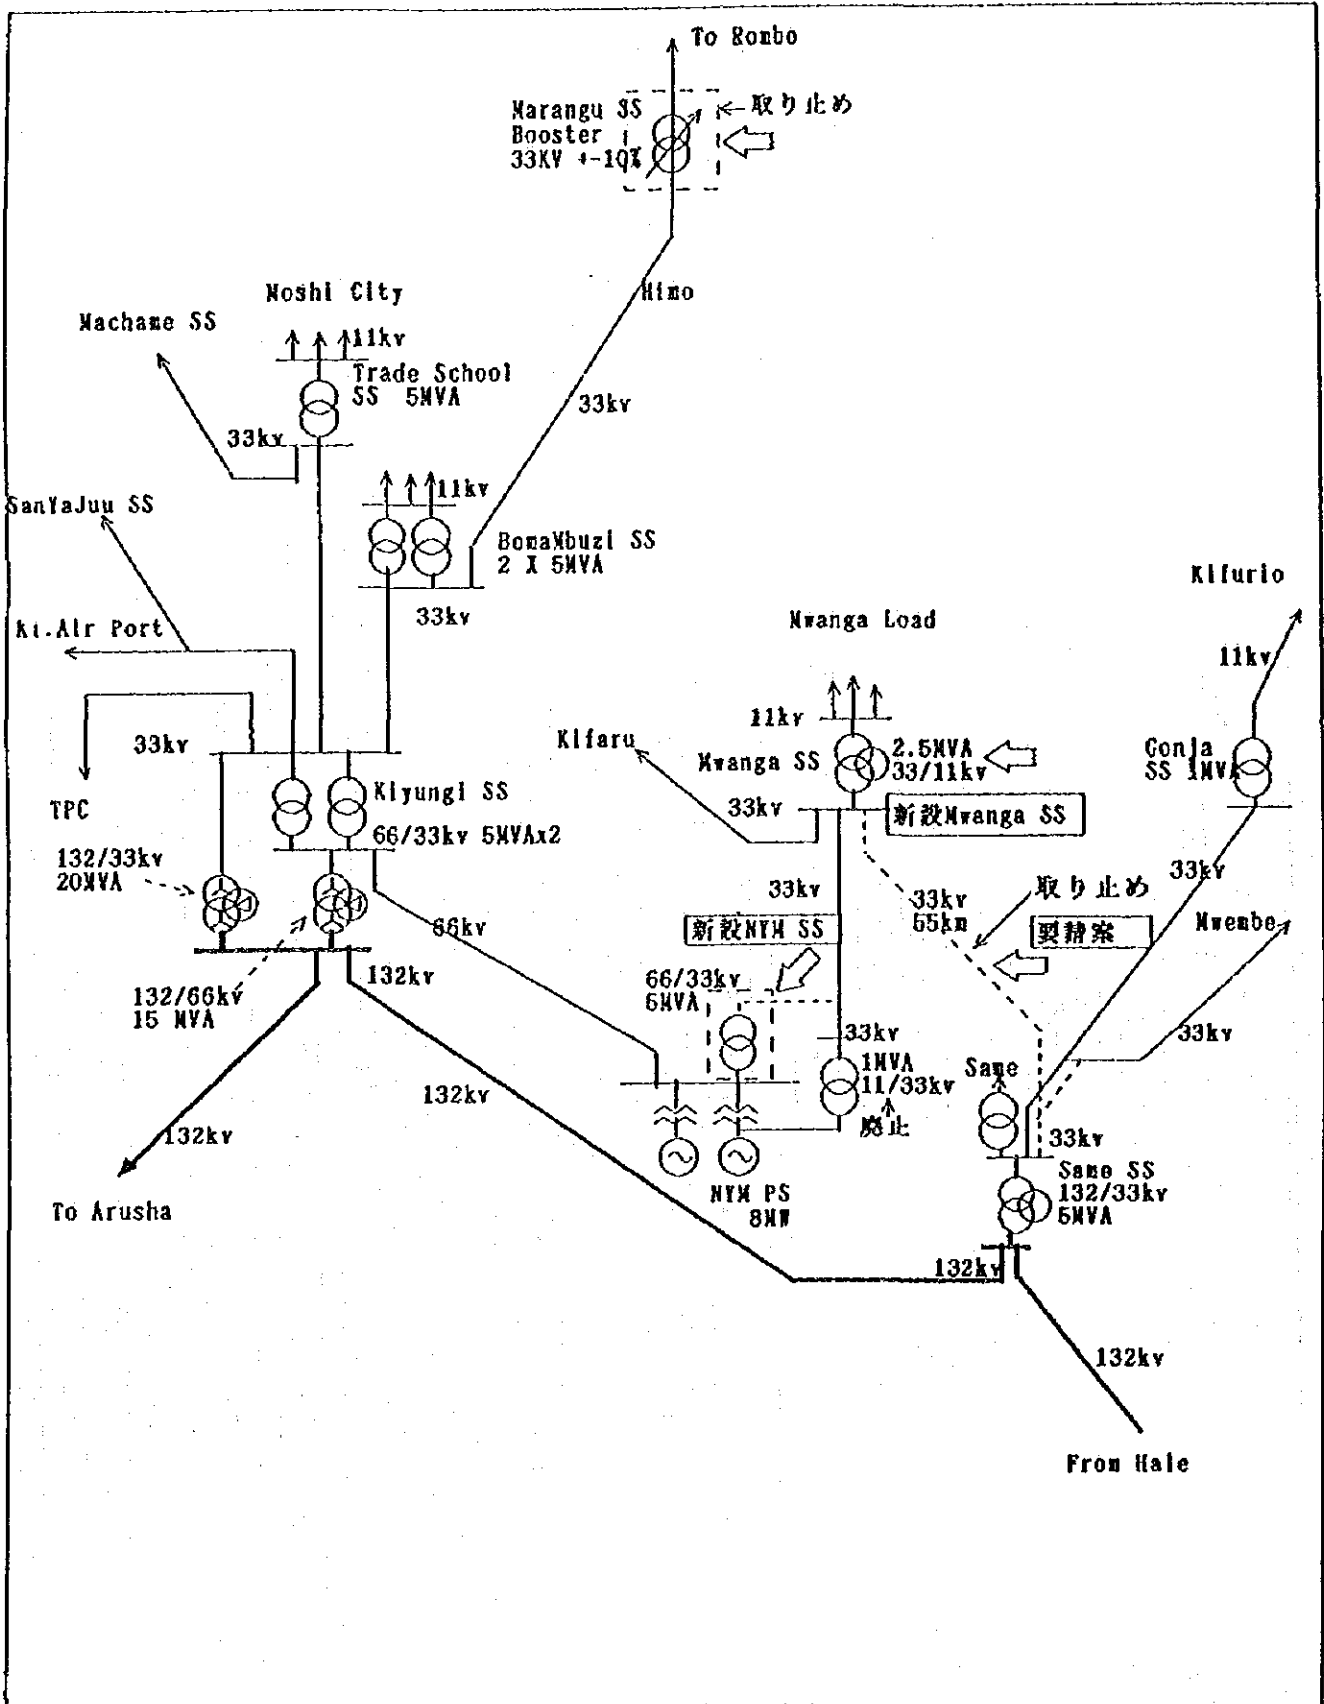 To Rombo
Marangu SS
Booster
33KV +-10%
←取り止め
Himo
Moshi City
Machame SS
11kv
Trade School
SS 5MVA
33kv
33kv
11kv
SanYaJuu SS
BomaMbuzi SS
2 X 5MVA
33kv
Ki.Air Port
Kifurio
Mwanga Load
11kv
11kv
33kv
Kifaru
Mwanga SS
2.5MVA
33/11kv
Gonja
SS 1MVA
Kiyungi SS
TPC
66/33kv 5MVAx2
33kv
新設Mwanga SS
132/33kv
20MVA
33kv
33kv
65km
取り止め
33kv
66kv
新設NYM SS
要請案
Mwembe
132kv
66/33kv
6MVA
132/66kv
15 MVA
33kv
33kv
1MVA
11/33kv
Same
132kv
廃止
132kv
33kv
Same SS
132/33kv
5MVA
To Arusha
NYM PS
8MW
132kv
132kv
From Hale